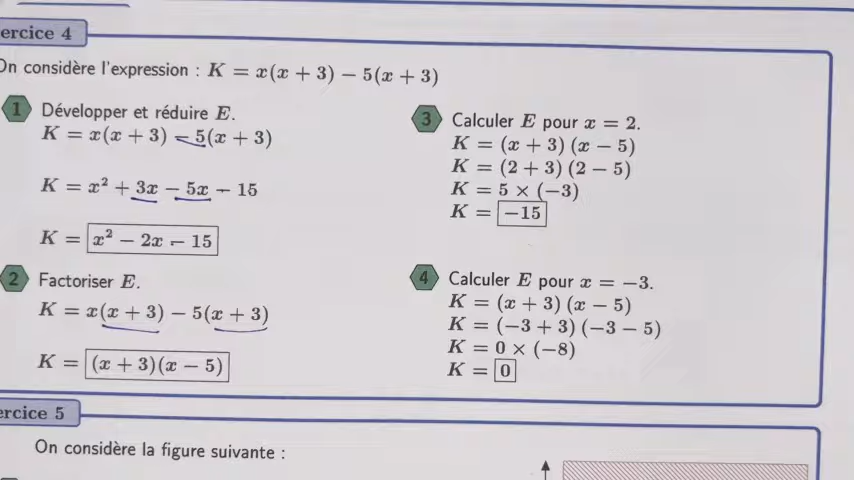 ercice 4
On considère l'expression : K = x(x + 3) − 5(x + 3)
1 Développer et réduire E.
K = x(x + 3) − 5(x + 3)
K = x² + 3x − 5x − 15
K = x² − 2x − 15
2 Factoriser E.
K = x(x + 3) − 5(x + 3)
K = (x + 3)(x − 5)
3 Calculer E pour x = 2.
K = (x + 3) (x − 5)
K = (2 + 3) (2 − 5)
K = 5 × (−3)
K = −15
4 Calculer E pour x = −3.
K = (x + 3) (x − 5)
K = (−3 + 3) (−3 − 5)
K = 0 × (−8)
K = 0
ercice 5
On considère la figure suivante :